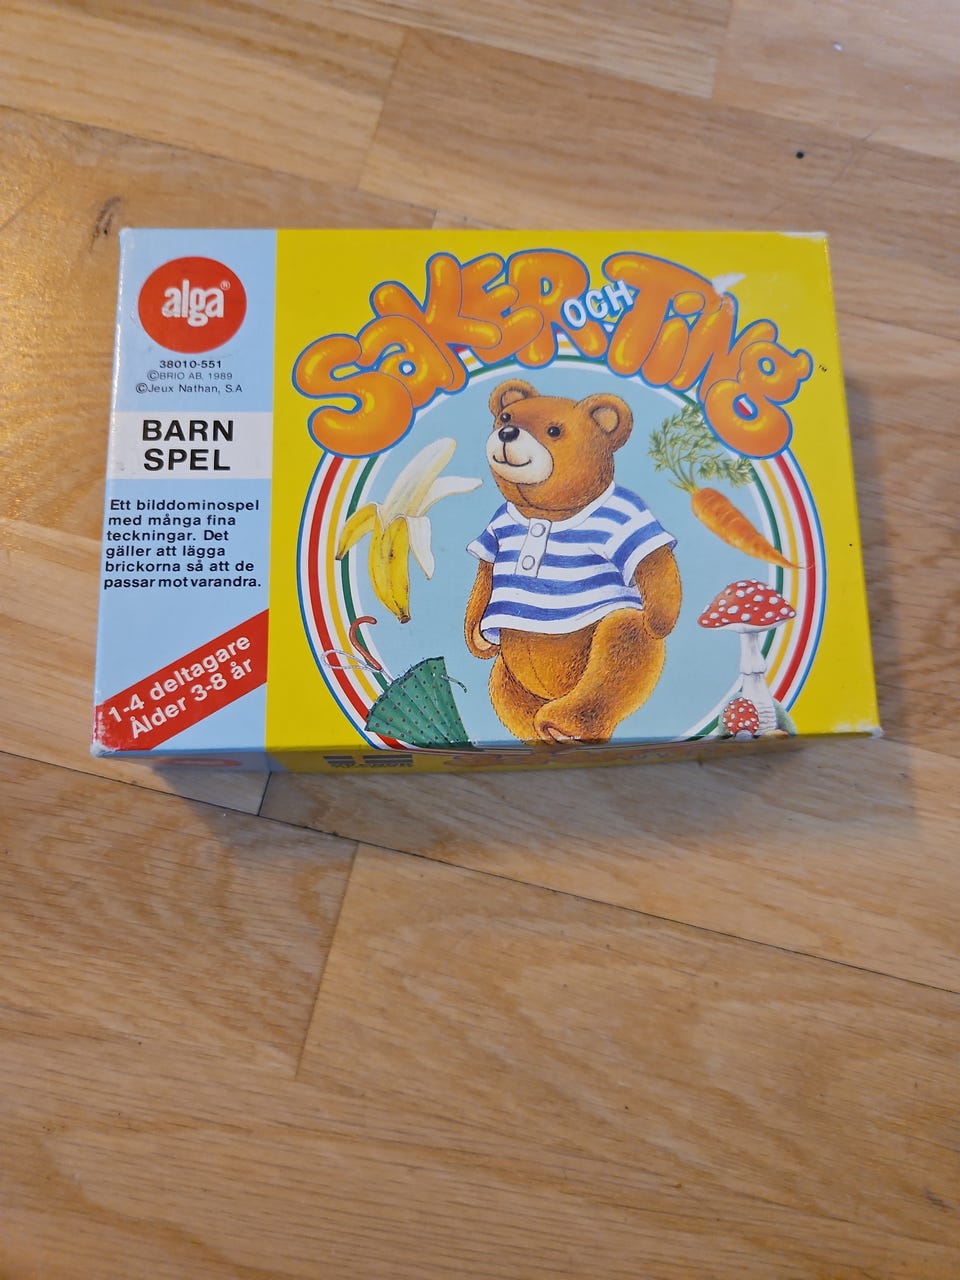 alga®
38010-551
©BRIO AB. 1989
©Jeux Nathan, S.A
BARN
SPEL
Ett bilddominospel
med många fina
teckningar. Det
gäller att lägga
brickorna så att de
passar mot varandra.
1-4 deltagare
Ålder 3-8 år
SaKER OCH TiNg
™